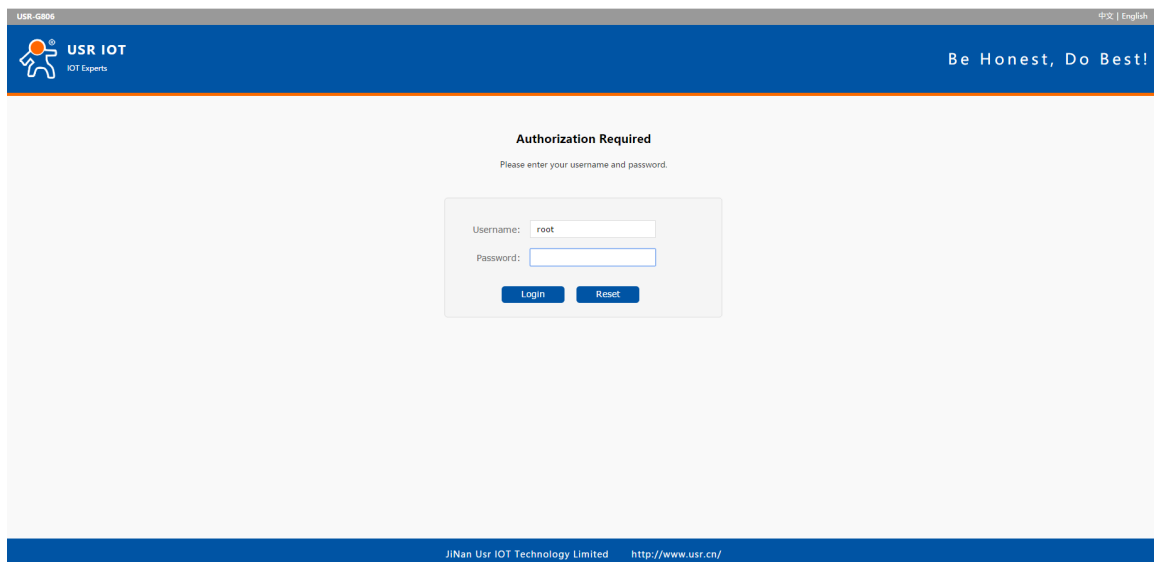 USR-G806 中文 | English
® USR IOT
IOT Experts
Be Honest, Do Best!
Authorization Required
Please enter your username and password.
Username: root
Password:
Login Reset
JiNan Usr IOT Technology Limited http://www.usr.cn/